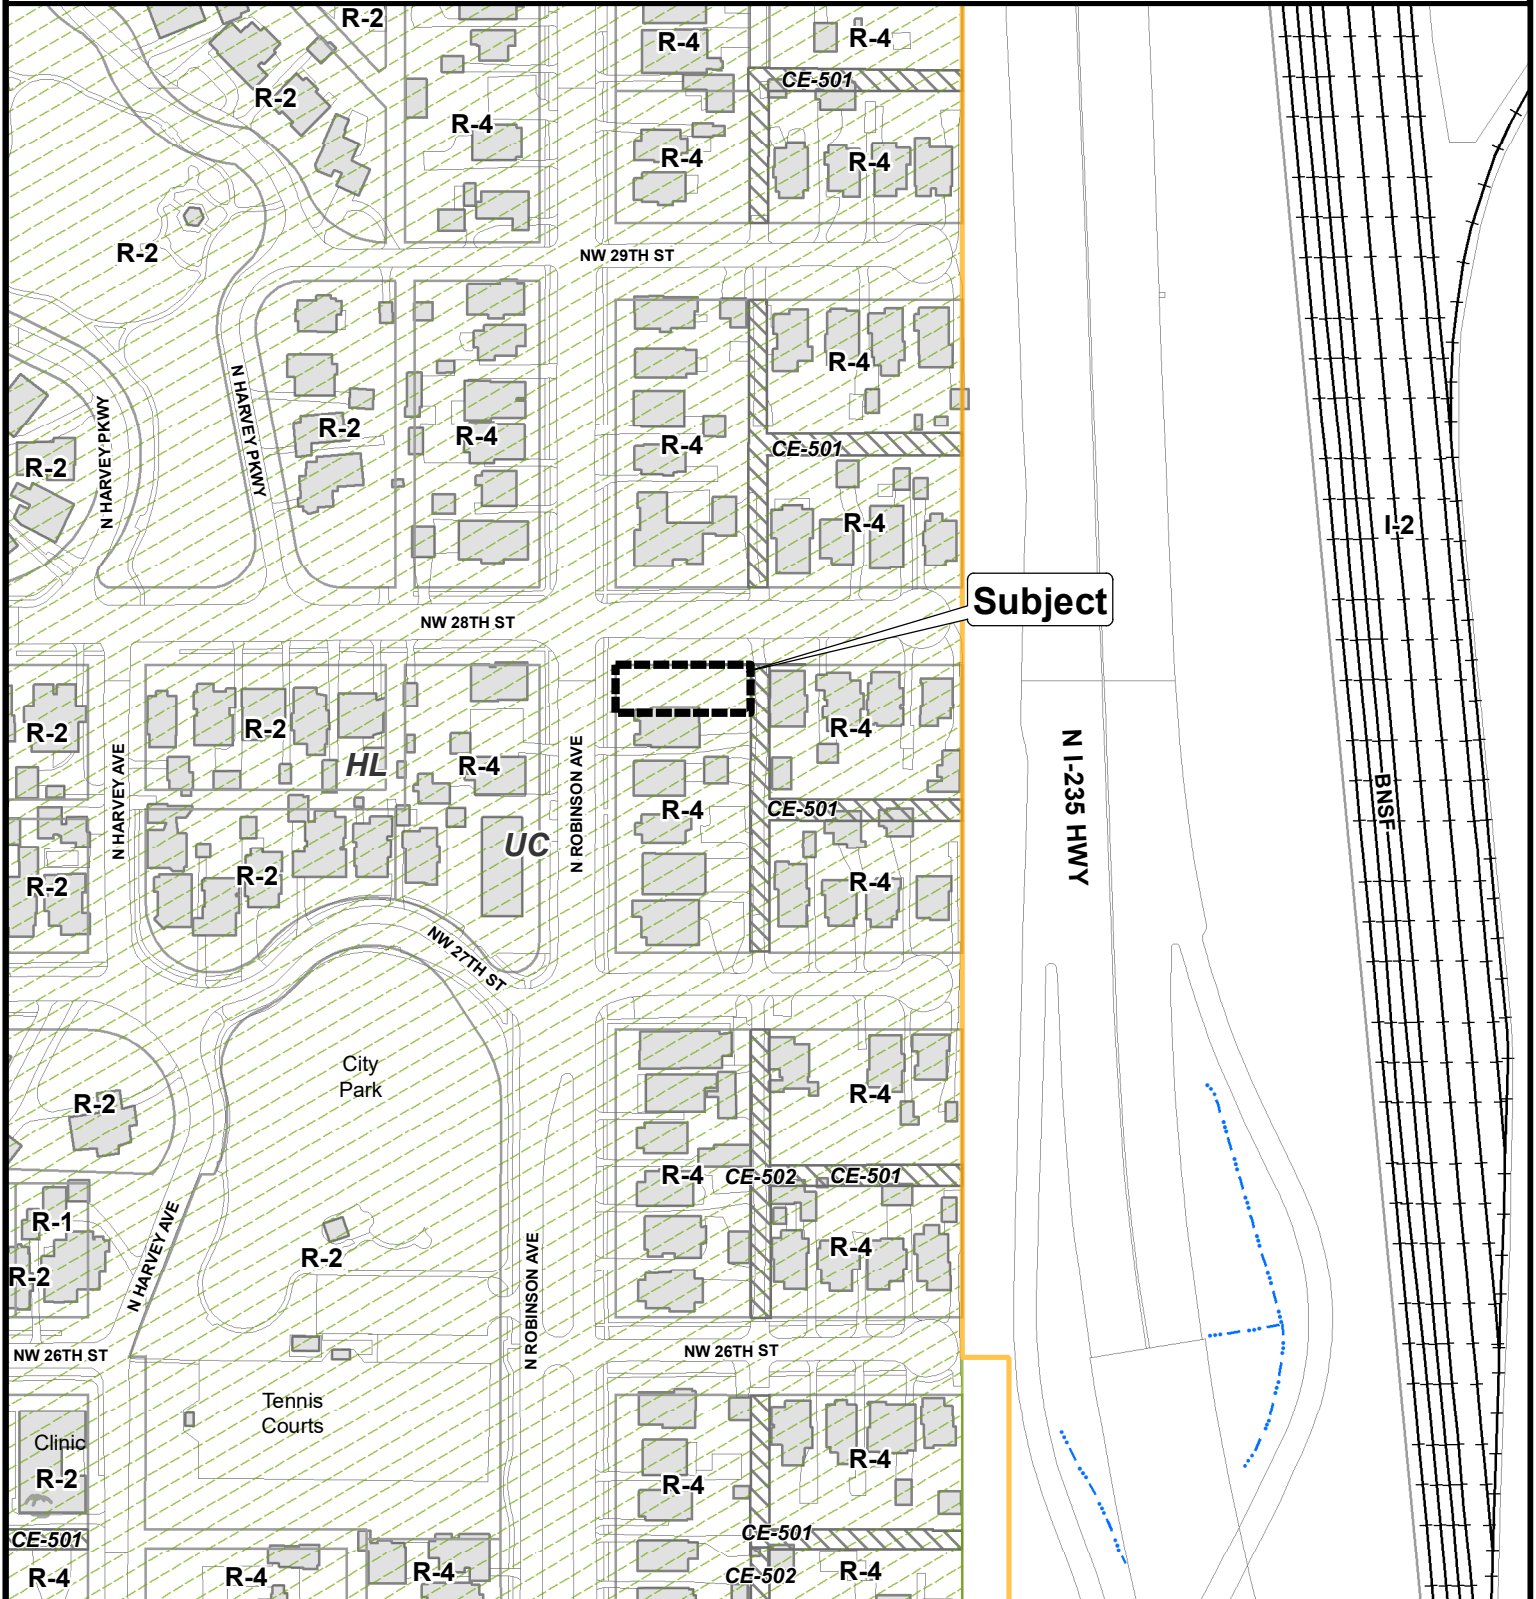 R-2
R-4
R-4
CE-501
R-2
R-4
R-4
R-4
R-2
NW 29TH ST
R-4
N HARVEY PKWY
N HARVEY PKWY
R-2
R-4
R-4
CE-501
R-2
R-4
I-2
Subject
NW 28TH ST
R-2
R-2
R-4
HL
R-4
N HARVEY AVE
N ROBINSON AVE
N I-235 HWY
BNSF
R-4
CE-501
UC
R-2
R-2
R-4
NW 27TH ST
City
Park
R-2
R-4
R-4
CE-502
CE-501
R-1
R-2
R-2
R-4
N HARVEY AVE
N ROBINSON AVE
NW 26TH ST
NW 26TH ST
Tennis
Courts
Clinic
R-2
R-4
R-4
CE-501
CE-501
R-4
R-4
R-4
CE-502
R-4